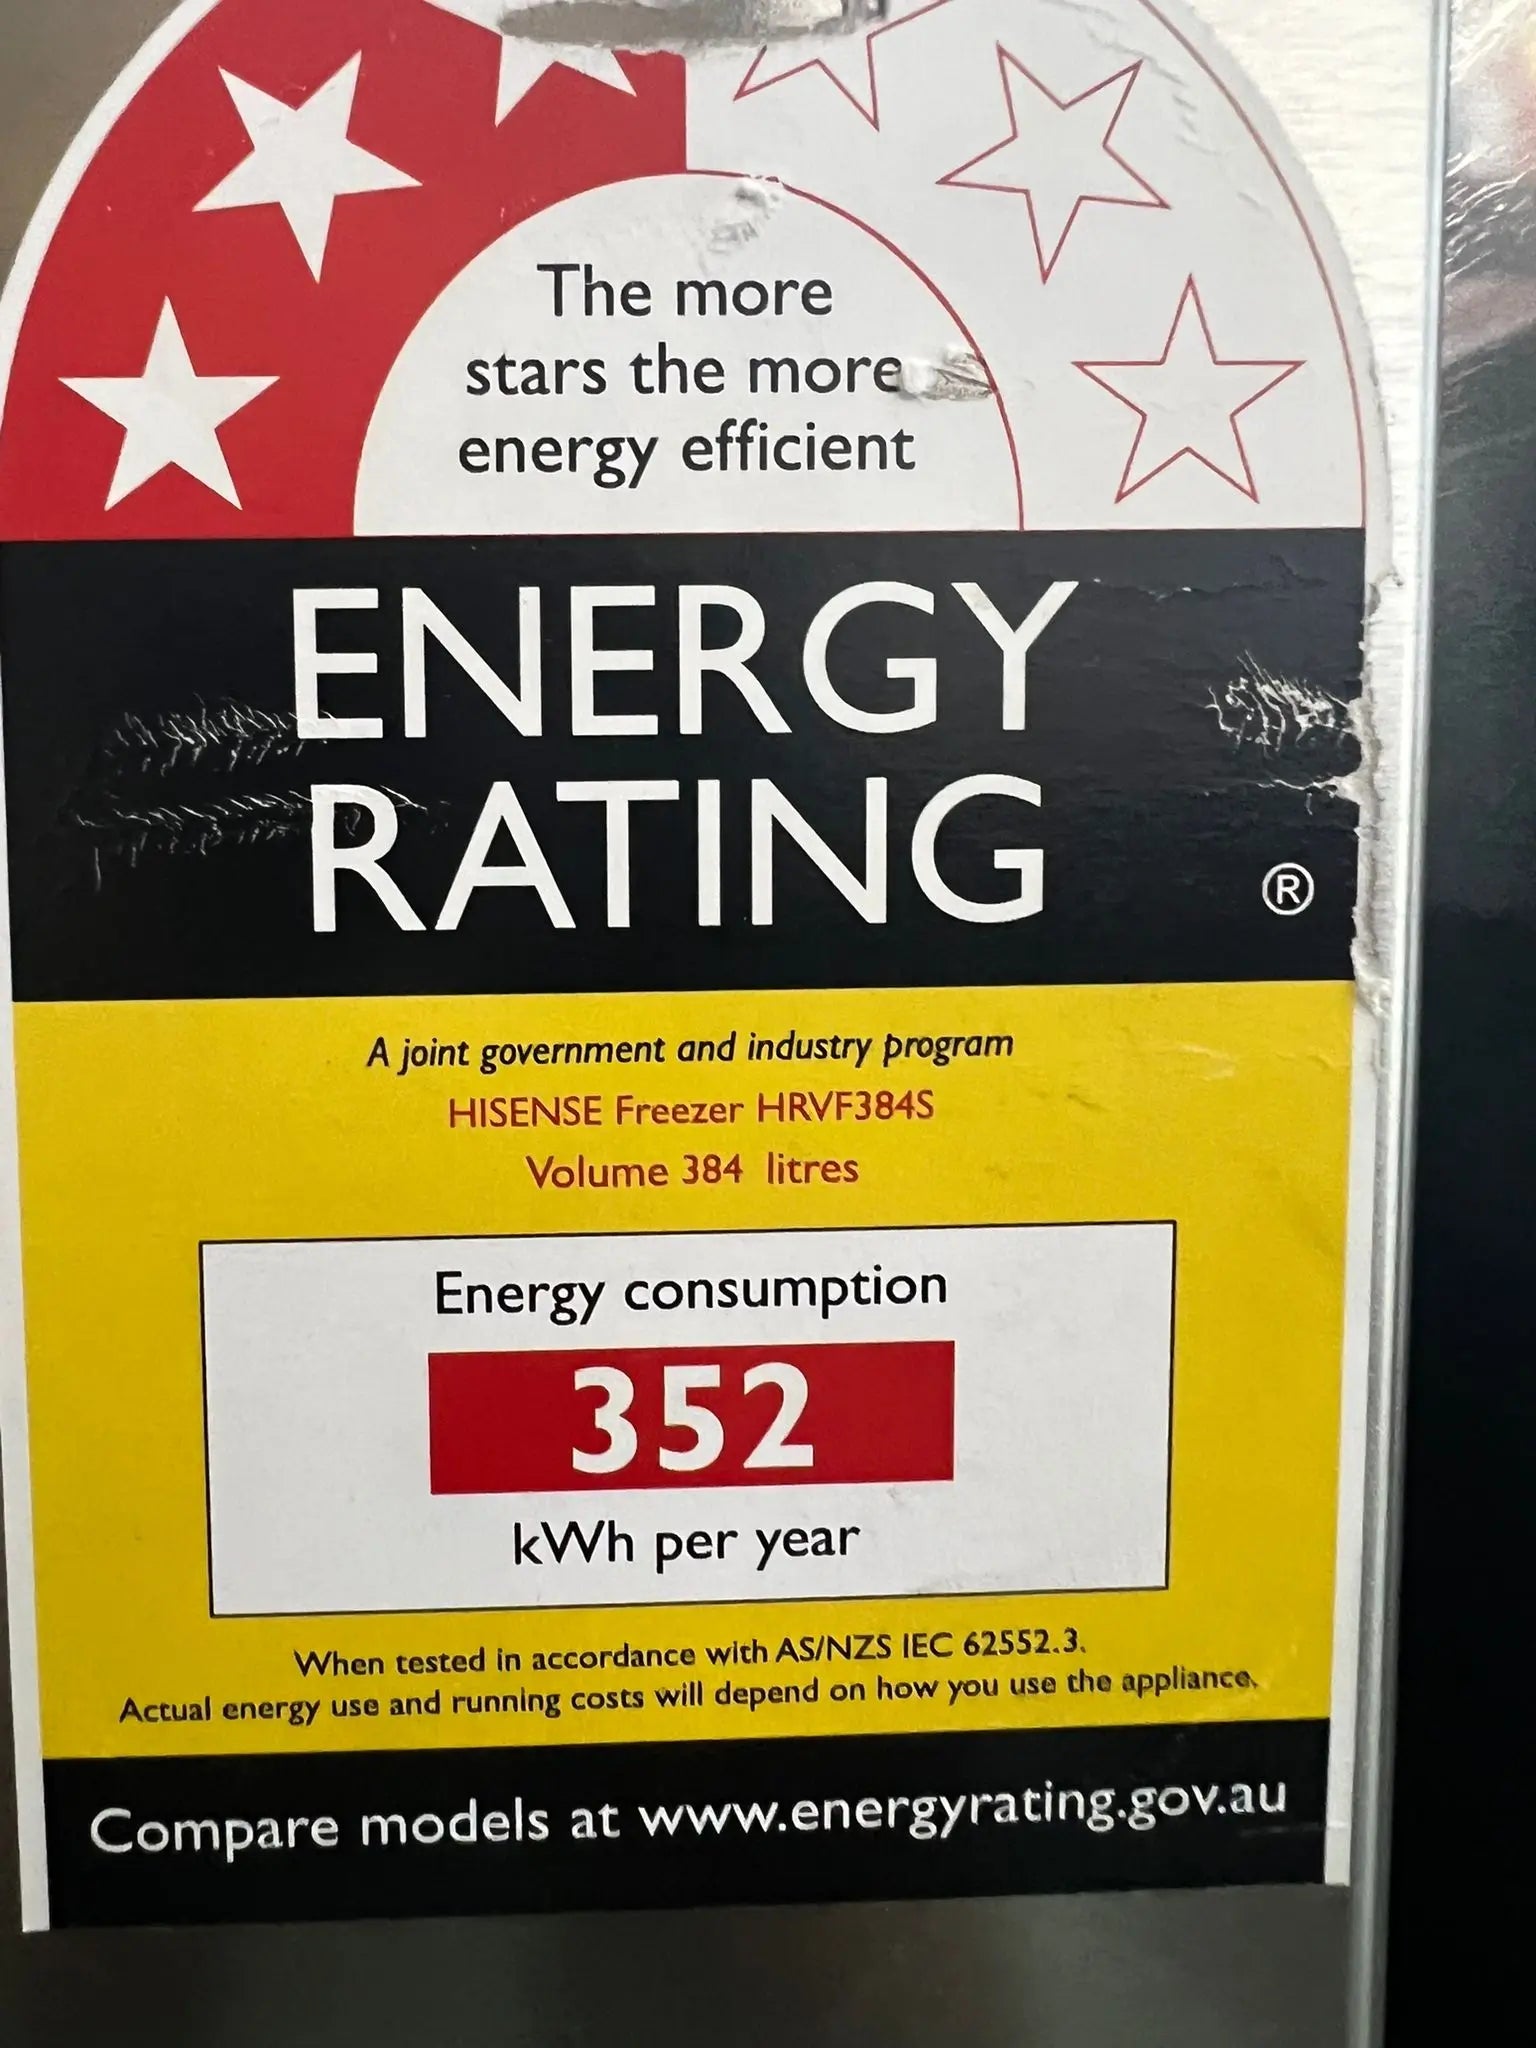 The more
stars the more
energy efficient
ENERGY
RATING
®
A joint government and industry program
HISENSE Freezer HRVF384S
Volume 384 litres
Energy consumption
352
kWh per year
When tested in accordance with AS/NZS IEC 62552.3.
Actual energy use and running costs will depend on how you use the appliance.
Compare models at www.energyrating.gov.au